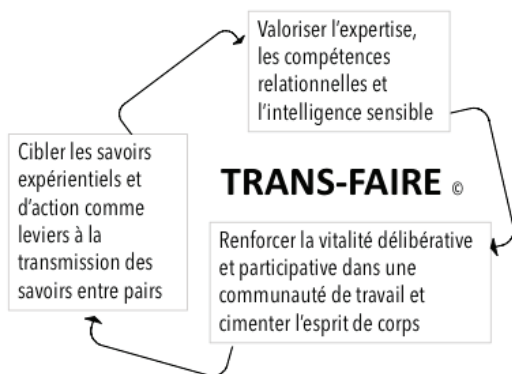 Valoriser l'expertise,
les compétences
relationnelles et
l'intelligence sensible
Cibler les savoirs
expérientiels et
d'action comme
leviers à la
transmission des
savoirs entre pairs
TRANS-FAIRE ©
Renforcer la vitalité délibérative
et participative dans une
communauté de travail et
cimenter l'esprit de corps